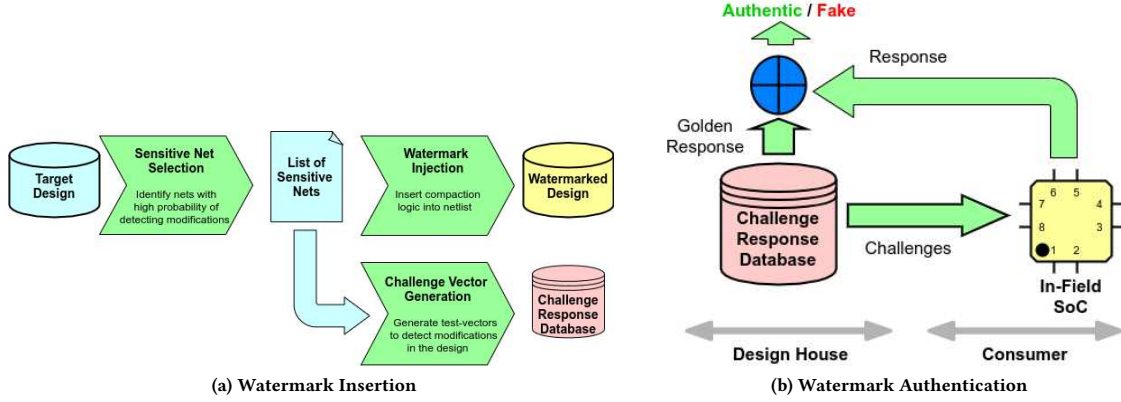 Target
Design
Sensitive Net
Selection
Identify nets with
high probability of
detecting modifications
List of
Sensitive
Nets
Watermark
Injection
Insert compaction
logic into netlist
Watermarked
Design
Challenge Vector
Generation
Generate test-vectors
to detect modifications
in the design
Challenge
Response
Database
(a) Watermark Insertion
Authentic / Fake
Response
Golden
Response
Challenge
Response
Database
Challenges
6 5
7 4
8 3
1 2
In-Field
SoC
Design House
Consumer
(b) Watermark Authentication